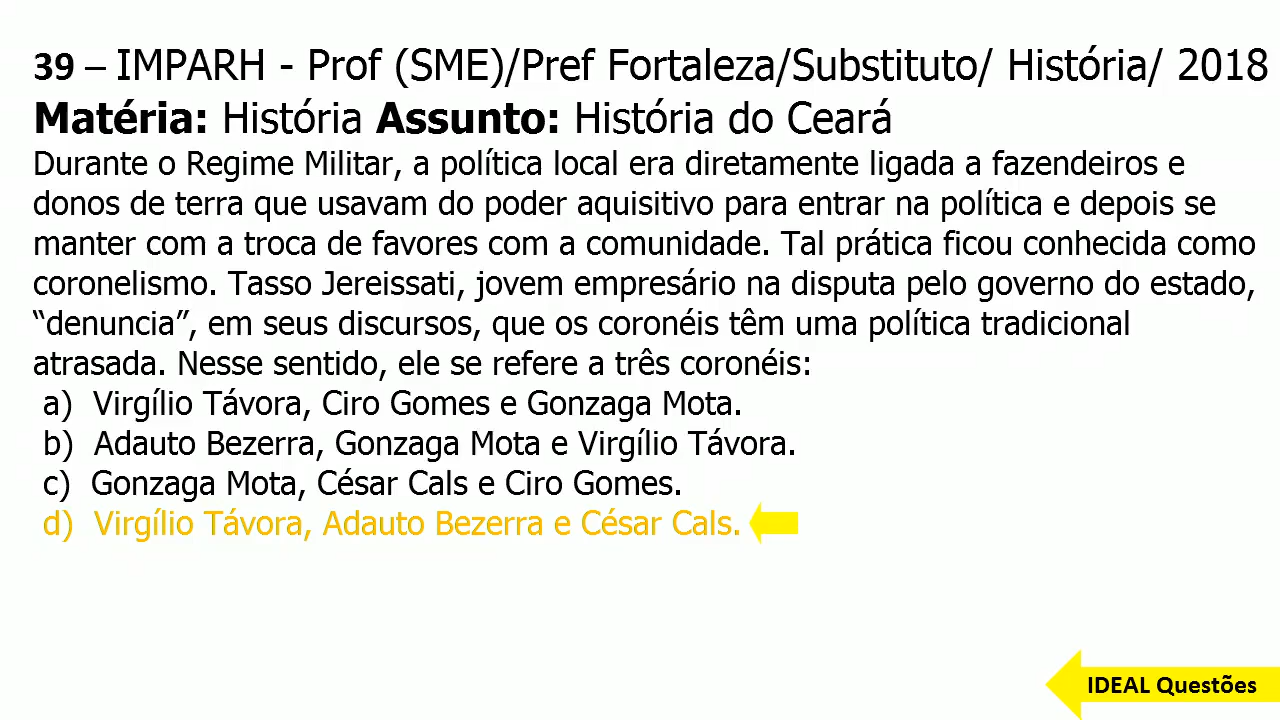 39 – IMPARH - Prof (SME)/Pref Fortaleza/Substituto/ História/ 2018
Matéria: História Assunto: História do Ceará
Durante o Regime Militar, a política local era diretamente ligada a fazendeiros e
donos de terra que usavam do poder aquisitivo para entrar na política e depois se
manter com a troca de favores com a comunidade. Tal prática ficou conhecida como
coronelismo. Tasso Jereissati, jovem empresário na disputa pelo governo do estado,
“denuncia”, em seus discursos, que os coronéis têm uma política tradicional
atrasada. Nesse sentido, ele se refere a três coronéis:
a) Virgílio Távora, Ciro Gomes e Gonzaga Mota.
b) Adauto Bezerra, Gonzaga Mota e Virgílio Távora.
c) Gonzaga Mota, César Cals e Ciro Gomes.
d) Virgílio Távora, Adauto Bezerra e César Cals.
IDEAL Questões